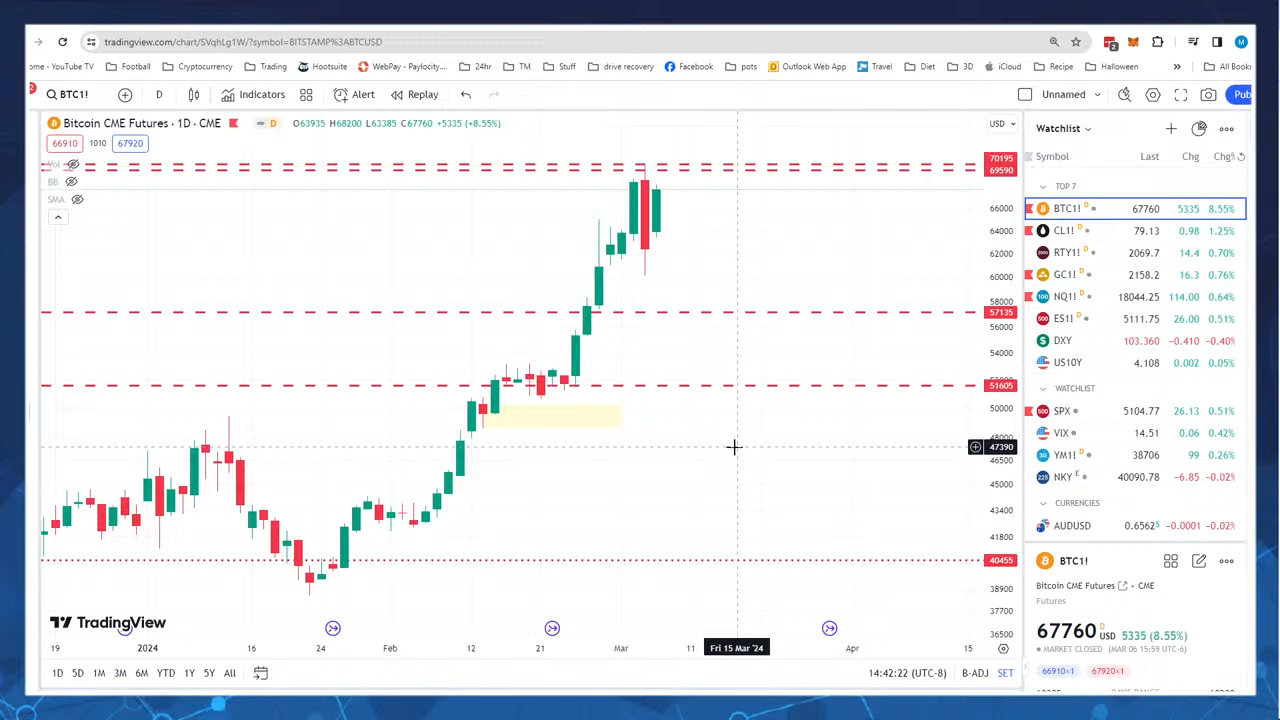 tradingview.com/chart/SVqhLg1W/?symbol=BITSTAMP%3ABTCUSD
2
M
ome - YouTube TV Football Cryptocurrency Trading Hootsuite WebPay - Paylocity.... 24hr TM Stuff drive recovery Facebook pots Outlook Web App Travel Diet 3D iCloud Recipe Halloween » All Book
BTC1! D Indicators Alert Replay Unnamed Pub
Bitcoin CME Futures · 1D · CME D O63935 H68200 L63385 C67760 +5335 (+8.55%)
USD
66910 1010 67920
Vol
BB
SMA
70195
69590
66000
64000
62000
60000
58000
57135
56000
54000
51605
50000
48000
47390
46500
45000
43400
41800
40455
38900
37700
36500
TradingView
19 2024 16 24 Feb 12 21 Mar 11 Fri 15 Mar '24 Apr 15
1D 5D 1M 3M 6M YTD 1Y 5Y All 14:42:22 (UTC-8) B-ADJ SET
Watchlist
Symbol Last Chg Chg%
TOP 7
BTC1! D 67760 5335 8.55%
CL1! D 79.13 0.98 1.25%
RTY1! D 2069.7 14.4 0.70%
GC1! D 2158.2 16.3 0.76%
NQ1! D 18044.25 114.00 0.64%
ES1! D 5111.75 26.00 0.51%
DXY 103.360 -0.410 -0.40%
US10Y 4.108 0.002 0.05%
WATCHLIST
SPX 5104.77 26.13 0.51%
VIX 14.51 0.06 0.42%
YM1! D 38706 99 0.26%
NKY E 40090.78 -6.85 -0.02%
CURRENCIES
AUDUSD 0.65625 -0.0001 -0.02%
BTC1!
Bitcoin CME Futures · CME
Futures
67760 D USD 5335 (8.55%)
MARKET CLOSED (MAR 06 15:59 UTC-6)
66910×1 67920×1